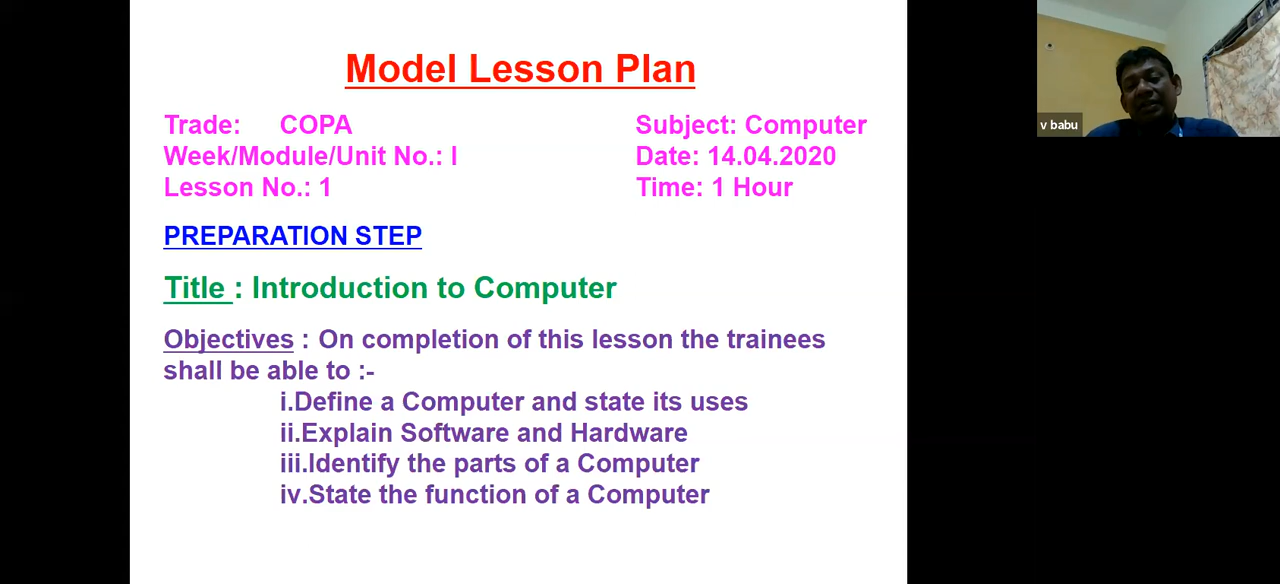 Model Lesson Plan
Trade: COPA Subject: Computer
Week/Module/Unit No.: I Date: 14.04.2020
Lesson No.: 1 Time: 1 Hour
PREPARATION STEP
Title : Introduction to Computer
Objectives : On completion of this lesson the trainees
shall be able to :-
i.Define a Computer and state its uses
ii.Explain Software and Hardware
iii.Identify the parts of a Computer
iv.State the function of a Computer
v babu